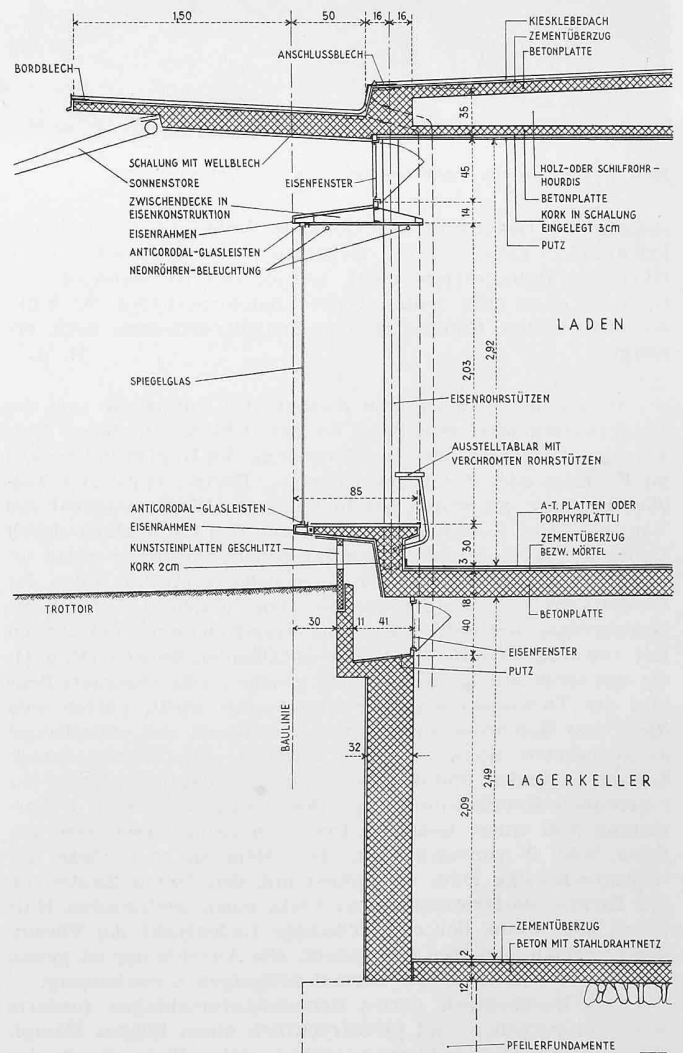 1,50
50
16
16
KIESKLEBEDACH
ZEMENTÜBERZUG
BETONPLATTE
ANSCHLUSSBLECH
BORDBLECH
35
SCHALUNG MIT WELLBLECH
SONNENSTORE
ZWISCHENDECKE IN
EISENKONSTRUKTION
EISENRAHMEN
ANTICORODAL-GLASLEISTEN
NEONRÖHREN-BELEUCHTUNG
EISENFENSTER
45
14
HOLZ-ODER SCHILFROHR-
HOURDIS
BETONPLATTE
KORK IN SCHALUNG
EINGELEGT 3cm
PUTZ
LADEN
2,92
2,03
SPIEGELGLAS
EISENROHRSTÜTZEN
AUSSTELLTABLAR MIT
VERCHROMTEN ROHRSTÜTZEN
85
ANTICORODAL-GLASLEISTEN
EISENRAHMEN
KUNSTSTEINPLATTEN GESCHLITZT
KORK 2cm
A-T. PLATTEN ODER
PORPHYRPLÄTTLI
ZEMENTÜBERZUG
BEZW. MÖRTEL
30
3
TROTTOIR
18
BETONPLATTE
30
11
41
40
EISENFENSTER
PUTZ
BAULINIE
32
2,49
2,09
LAGERKELLER
ZEMENTÜBERZUG
2
BETON MIT STAHLDRAHTNETZ
12
PFEILERFUNDAMENTE